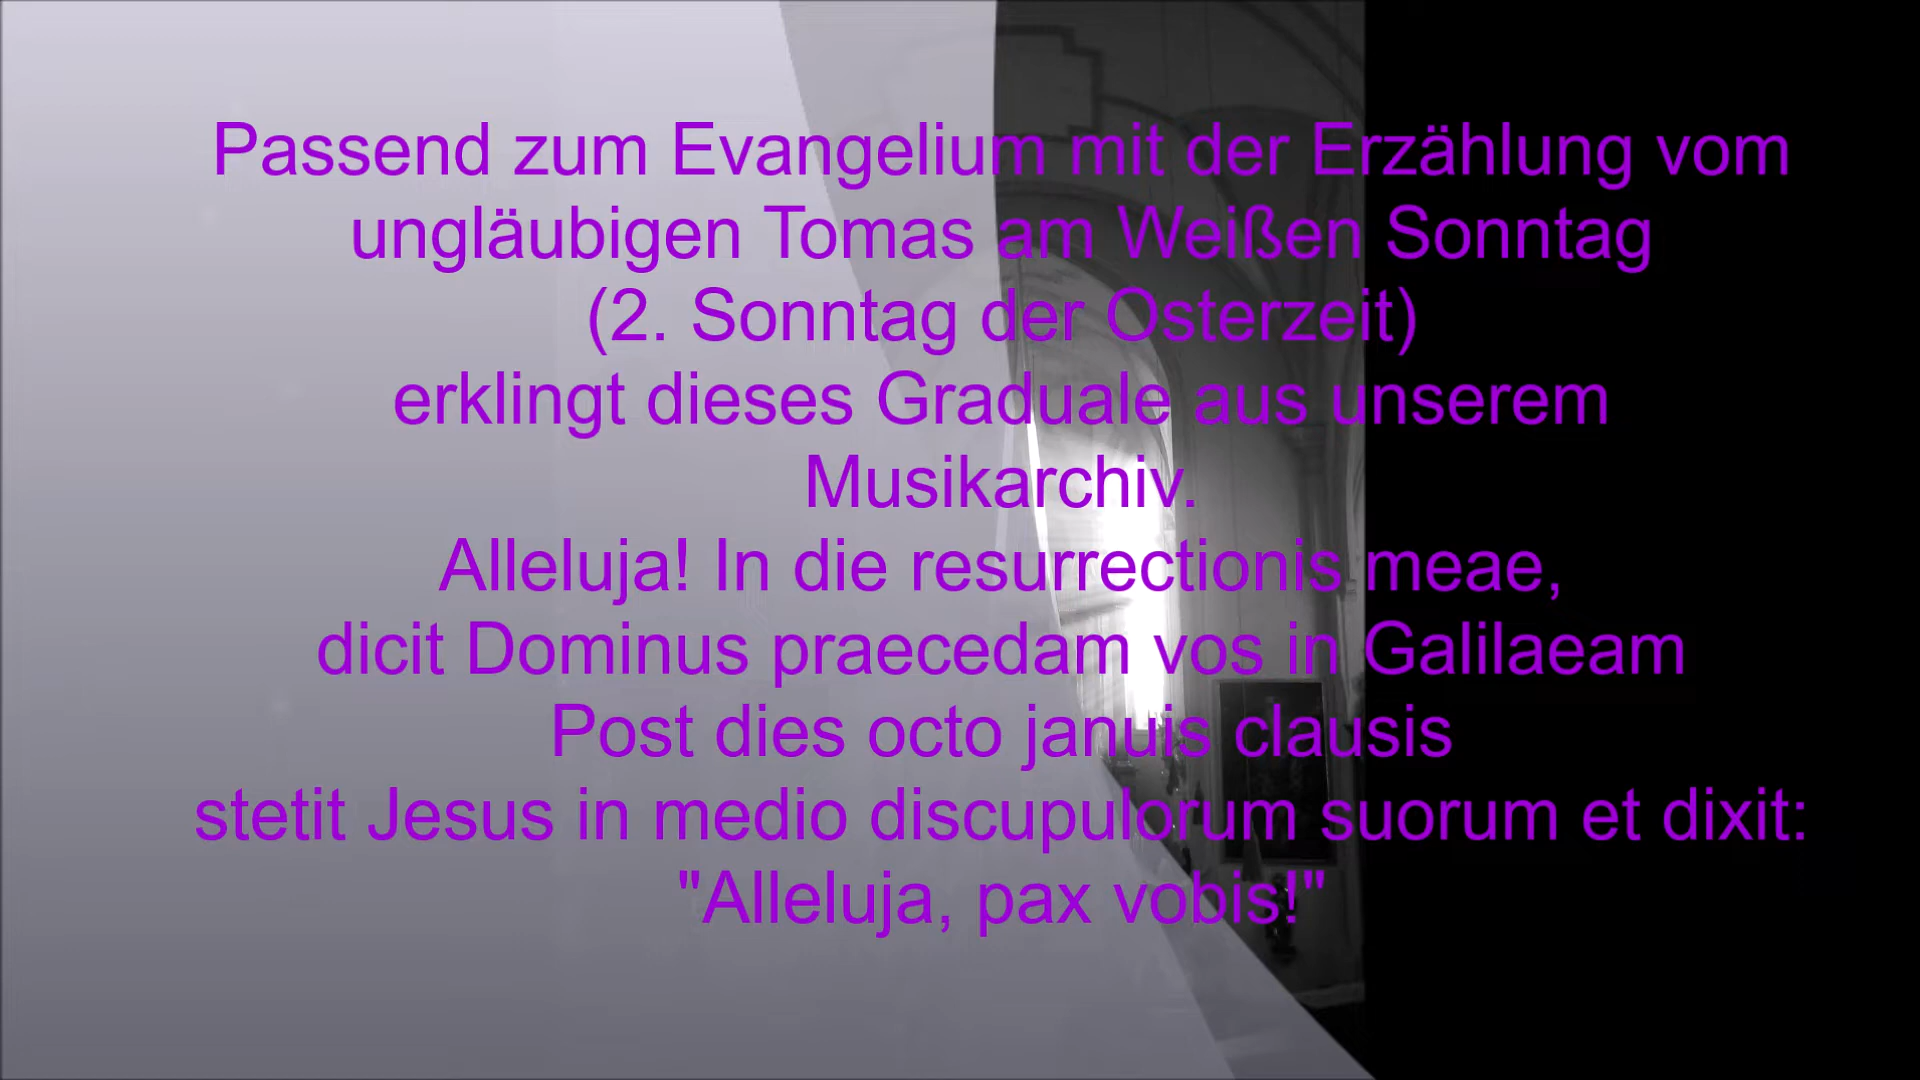 Passend zum Evangelium mit der Erzählung vom
ungläubigen Tomas am Weißen Sonntag
(2. Sonntag der Osterzeit)
erklingt dieses Graduale aus unserem
Musikarchiv.
Alleluja! In die resurrectionis meae,
dicit Dominus praecedam vos in Galilaeam
Post dies octo januis clausis
stetit Jesus in medio discupulorum suorum et dixit:
"Alleluja, pax vobis!"